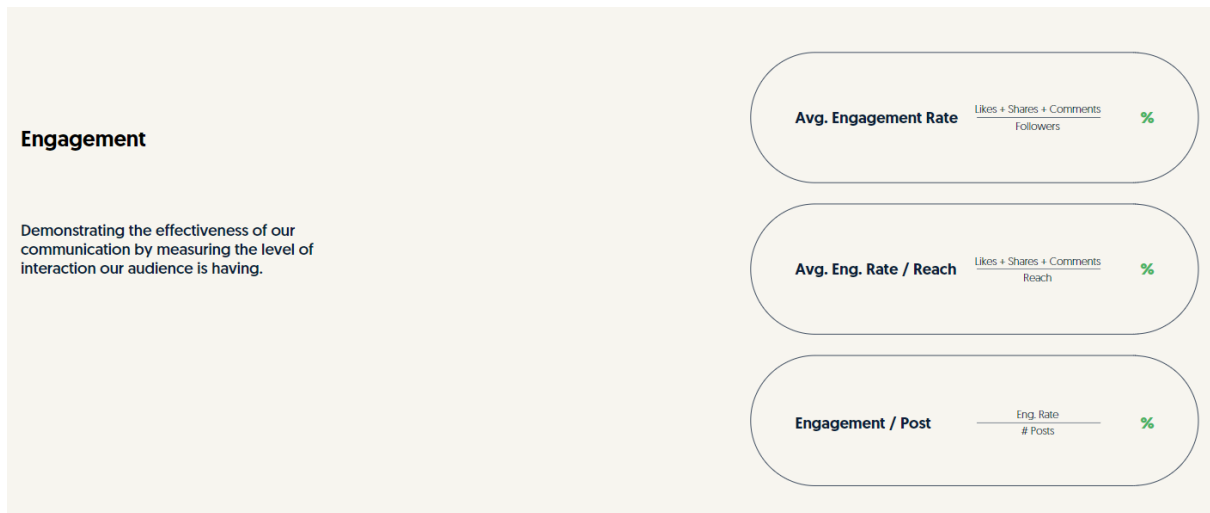 Engagement
Demonstrating the effectiveness of our
communication by measuring the level of
interaction our audience is having.
Avg. Engagement Rate
Likes + Shares + Comments
Followers
%
Avg. Eng. Rate / Reach
Likes + Shares + Comments
Reach
%
Engagement / Post
Eng. Rate
# Posts
%